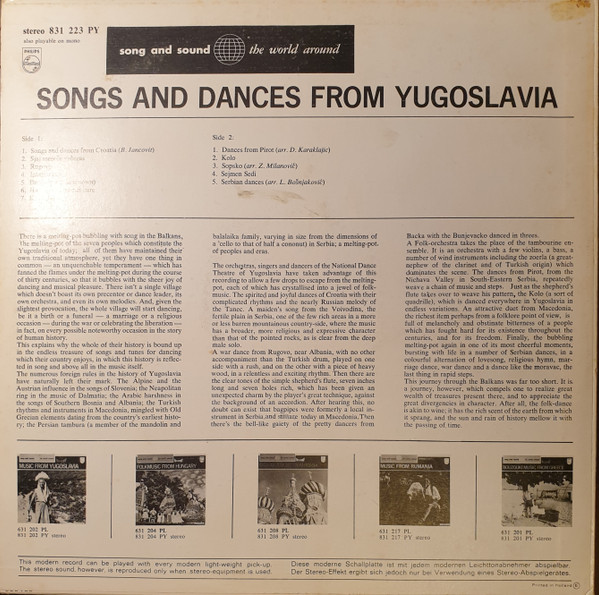 stereo 831 223 PY
also playable on mono
PHILIPS
song and sound the world around
SONGS AND DANCES FROM YUGOSLAVIA
Side 1:
1. Songs and dances from Croatia (B. Jancovit)
2.
3.
4.
5.
6.
7.
Side 2:
1. Dances from Pirot (arr. D. Karaklajic)
2. Kolo
3. Sopsko (arr. Z. Milanovič)
4. Sejmen Sedi
5. Serbian dances (arr. L. Bošnjakovič)
There is a melting-pot bubbling with song in the Balkans,
The melting-pot of the seven peoples which constitute the
Yugoslavia of today, all of them have maintained their
own traditional atmosphere, yet they have one thing in
common — an unquenchable temperament — which has
fanned the flames under the melting-pot during the course
of thirty centuries, so that it bubbles with the sheer joy of
dancing and musical pleasure. There isn't a single village
which doesn't boast its own precentor or dance leader, its
own orchestra, and even its own melodies. And, given the
slightest provocation, the whole village will start dancing,
be it a birth or a funeral — a marriage or a religious
occasion — during the war or celebrating the liberation —
in fact, on every possible noteworthy occasion in the story
of human history.
This explains why the whole of their history is bound up
in the endless treasure of songs and tunes for dancing
which their country enjoys, in which this history is reflected
in song and above all in the music itself.
The numerous foreign rules in the history of Yugoslavia
have naturally left their mark. The Alpine and the
Austrian influence in the songs of Slovenia; the Neapolitan
ring in the music of Dalmatia; the Arabic harshness in
the songs of Southern Bosnia and Albania; the Turkish
rhythms and instruments in Macedonia, mingled with Old
Grecian elements dating from the country's earliest history;
the Persian tambura (a member of the mandolin and
balalaika family, varying in size from the dimensions of
a 'cello to that of half a coconut) in Serbia; a melting-pot
of peoples and eras.
The orchestras, singers and dancers of the National Dance
Theatre of Yugoslavia have taken advantage of this
recording to allow a few drops to escape from the melting-
pot, each of which has crystallised into a jewel of folk-
music. The spirited and joyful dances of Croatia with their
complicated rhythms and the nearly Russian melody of
the Tanec. A maiden's song from the Voivodina, the
fertile plain in Serbia, one of the few rich areas in a more
or less barren mountainous country-side, where the music
has a broader, more religious and expressive character
than that of the pointed rocks, as is clear from the deep
male solo.
A war dance from Rugovo, near Albania, with no other
accompaniment than the Turkish drum, played on one
side with a rush, and on the other with a piece of heavy
wood, in a relentless and exciting rhythm. Then there are
the clear tones of the simple shepherd's flute, seven inches
long and seven holes rich, which has been given an
unexpected charm by the player's great technique, against
the background of an accordion. After hearing this, no
doubt can exist that bagpipes were formerly a local in-
strument in Serbia and militate today in Macedonia. Then
there's the bell-like gaiety of the pretty dancers from
Backa with the Bunjevacko danced in threes.
A Folk-orchestra takes the place of the tambourine en-
semble. It is an orchestra with a few violins, a bass, a
number of wind instruments including the zoorla (a great-
nephew of the clarinet and of Turkish origin) which
dominates the scene. The dances from Pirot, from the
Nichava Valley in South-Eastern Serbia, repeatedly
weave a chain of music and steps. Just as the shepherd's
flute takes over to weave his pattern, the Kolo (a sort of
quadrille), which is danced everywhere in Yugoslavia in
endless variations. An attractive duet from Macedonia,
the richest item perhaps from a folklore point of view, is
full of melancholy and obstinate bitterness of a people
which has fought hard for its existence throughout the
centuries, and for its freedom. Finally, the bubbling
melting-pot again in one of its most cheerful moments,
bursting with life in a number of Serbian dances, in a
colourful alternation of lovesong, religious hymn, mar-
riage dance, war dance and a dance like the moravac, the
last thing in rapid steps.
This journey through the Balkans was far too short. It is
a journey, however, which compels one to realize great
wealth of treasures present there, and to appreciate the
great divergencies in character. After all, the folk-dance
is akin to wine; it has the rich scent of the earth from which
it sprang, and the sun and rain of history mellow it with
the passing of time.
MUSIC FROM YUGOSLAVIA
631 202 PL
831 202 PY stereo
FOLKMUSIC FROM HUNGARY
631 204 PL
831 204 PY stereo
631 208 PL
831 208 PY stereo
MUSIC FROM RUMANIA
631 217 PL
831 217 PY stereo
BOUZOUKI MUSIC FROM GREECE
631 201 PL
831 201 PY stereo
This modern record can be played with every modern light-weight pick-up.
The stereo sound, however, is reproduced only when stereo-equipment is used.
Diese moderne Schallplatte ist mit jedem modernen Leichttonabnehmer abspielbar.
Der Stereo-Effekt ergibt sich jedoch nur bei Verwendung eines Stereo-Abspielgerätes.
Printed in Holland